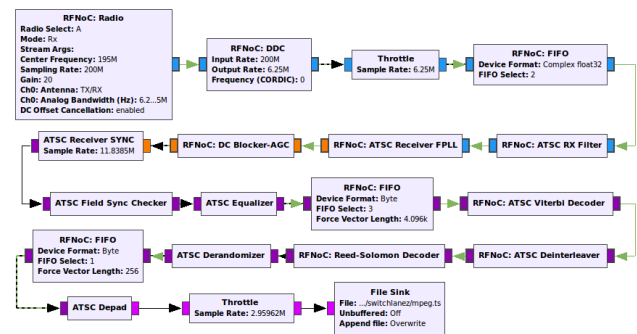 RFNoC: Radio
Radio Select: A
Mode: Rx
Stream Args:
Center Frequency: 195M
Sampling Rate: 200M
Gain: 20
Ch0: Antenna: TX/RX
Ch0: Analog Bandwidth (Hz): 6.2...5M
DC Offset Cancellation: enabled
RFNoC: DDC
Input Rate: 200M
Output Rate: 6.25M
Frequency (CORDIC): 0
Throttle
Sample Rate: 6.25M
RFNoC: FIFO
Device Format: Complex float32
FIFO Select: 2
ATSC Receiver SYNC
Sample Rate: 11.8385M
RFNoC: DC Blocker-AGC
RFNoC: ATSC Receiver FPLL
RFNoC: ATSC RX Filter
ATSC Field Sync Checker
ATSC Equalizer
RFNoC: FIFO
Device Format: Byte
FIFO Select: 3
Force Vector Length: 4.096k
RFNoC: ATSC Viterbi Decoder
RFNoC: FIFO
Device Format: Byte
FIFO Select: 1
Force Vector Length: 256
ATSC Derandomizer
RFNoC: Reed-Solomon Decoder
RFNoC: ATSC Deinterleaver
ATSC Depad
Throttle
Sample Rate: 2.95962M
File Sink
File: .../switchlanez/mpeg.ts
Unbuffered: Off
Append file: Overwrite